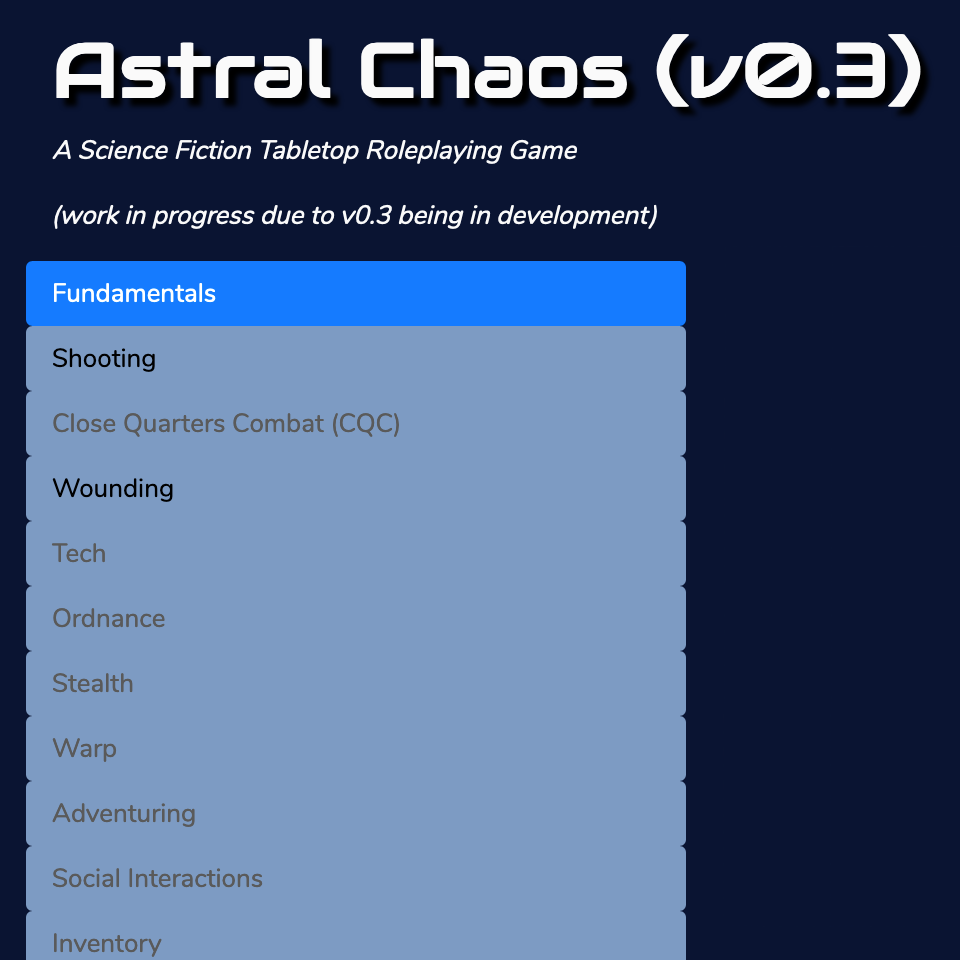 Astral Chaos (v0.3)
A Science Fiction Tabletop Roleplaying Game
(work in progress due to v0.3 being in development)
Fundamentals
Shooting
Close Quarters Combat (CQC)
Wounding
Tech
Ordnance
Stealth
Warp
Adventuring
Social Interactions
Inventory